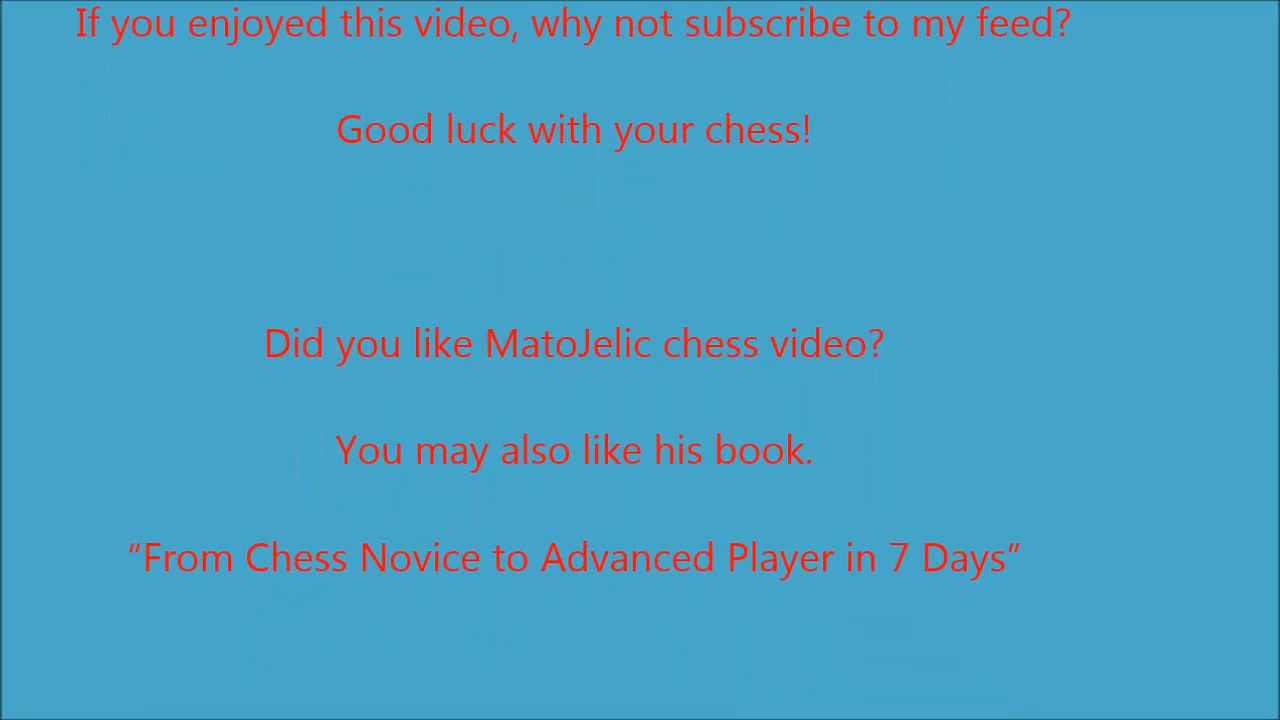 If you enjoyed this video, why not subscribe to my feed?
Good luck with your chess!
Did you like MatoJelic chess video?
You may also like his book.
“From Chess Novice to Advanced Player in 7 Days”